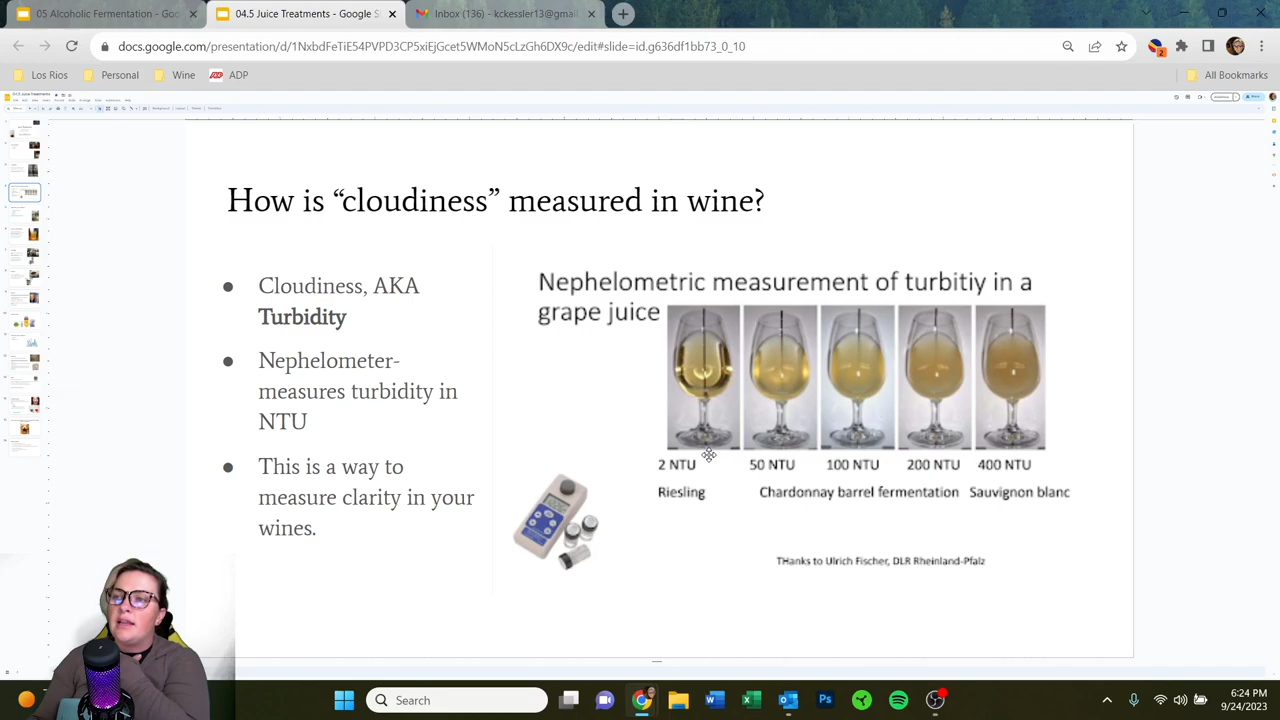 05 Alcoholic Fermentation - Goo
04.5 Juice Treatments - Google S
Inbox (136) - kckessler13@gmail.
docs.google.com/presentation/d/1NxbdFeTiE54PVPD3CP5xiEjGcet5WMoN5cLzGh6DX9c/edit#slide=id.g636df1bb73_0_10
2
Los Rios
Personal
Wine
ADP
All Bookmarks
How is “cloudiness” measured in wine?
● Cloudiness, AKA
Turbidity
● Nephelometer-
measures turbidity in
NTU
● This is a way to
measure clarity in your
wines.
Nephelometric measurement of turbitiy in a
grape juice
2 NTU 50 NTU 100 NTU 200 NTU 400 NTU
Riesling Chardonnay barrel fermentation Sauvignon blanc
THanks to Ulrich Fischer, DLR Rheinland-Pfalz
Search
6:24 PM
9/24/2023